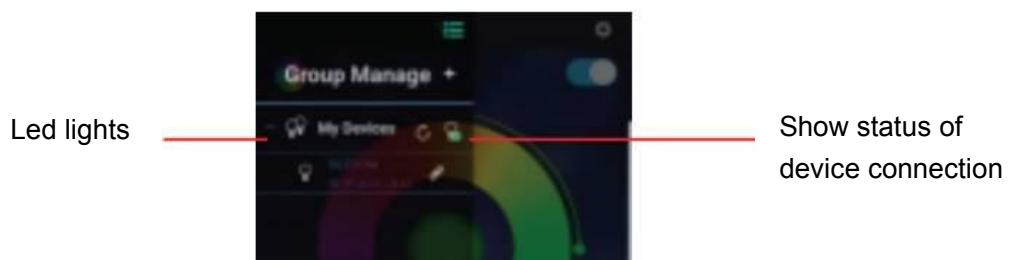 Group Manage +
Led lights
My Devices
Show status of
device connection